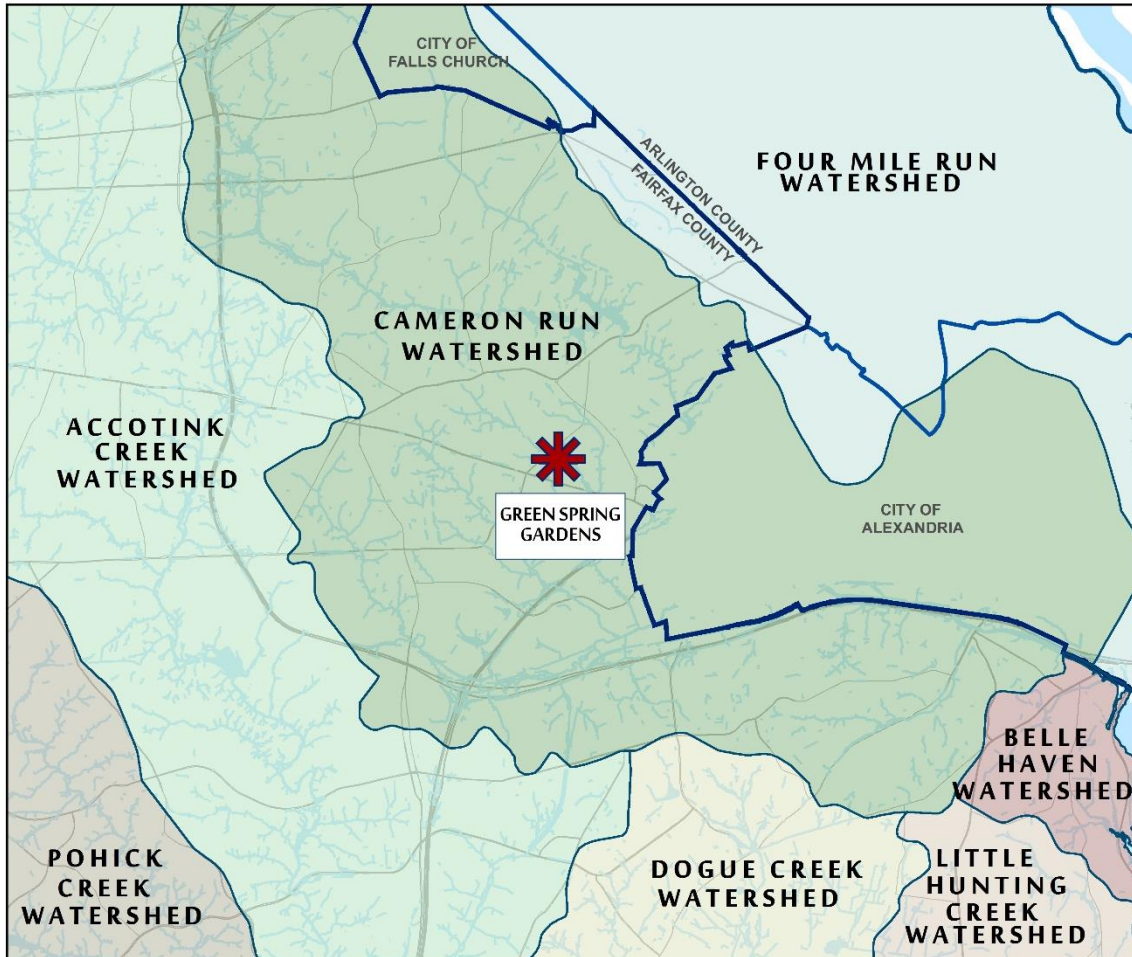 CITY OF
FALLS CHURCH
ARLINGTON COUNTY
FAIRFAX COUNTY
FOUR MILE RUN
WATERSHED
CAMERON RUN
WATERSHED
ACCOTINK
CREEK
WATERSHED
GREEN SPRING
GARDENS
CITY OF
ALEXANDRIA
BELLE
HAVEN
WATERSHED
POHICK
CREEK
WATERSHED
DOGUE CREEK
WATERSHED
LITTLE
HUNTING
CREEK
WATERSHED